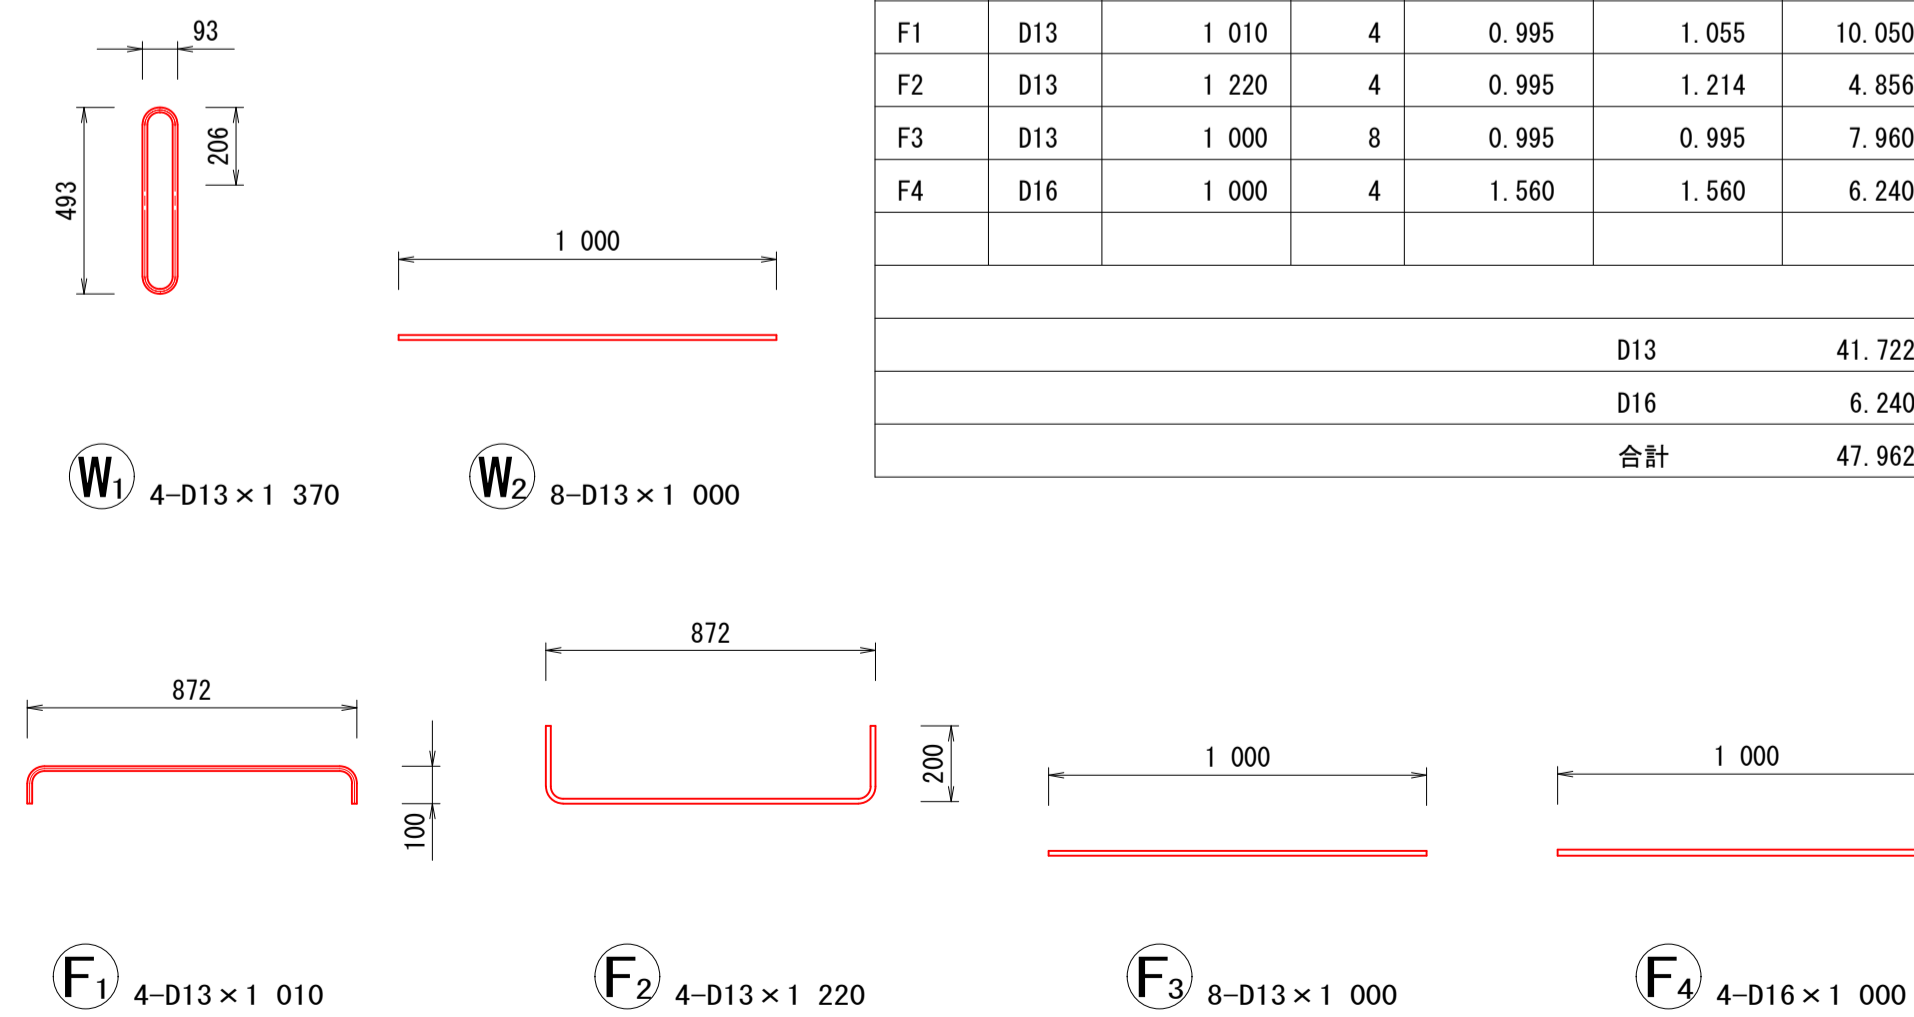 93
493
206
1 000
W1 4-D13×1 370
W2 8-D13×1 000
F1 D13 1 010 4 0.995 1.055 10.050
F2 D13 1 220 4 0.995 1.214 4.856
F3 D13 1 000 8 0.995 0.995 7.960
F4 D16 1 000 4 1.560 1.560 6.240
D13 41.722
D16 6.240
合計 47.962
872
100
F1 4-D13×1 010
872
200
F2 4-D13×1 220
1 000
F3 8-D13×1 000
1 000
F4 4-D16×1 000